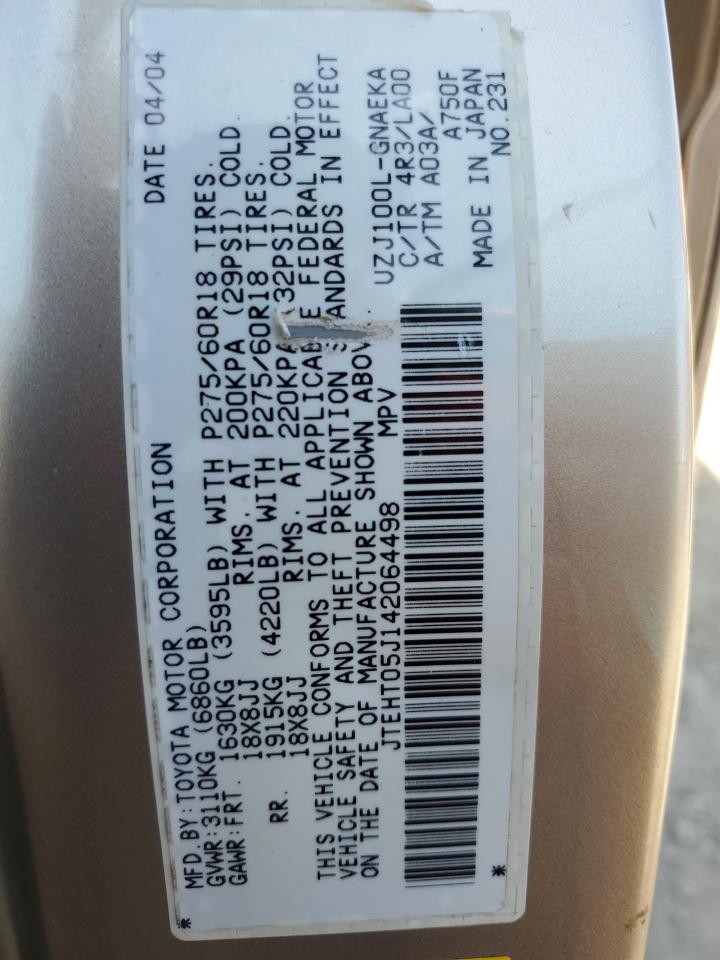 MFD. BY: TOYOTA MOTOR CORPORATION DATE 04/04
GVWR: 3110KG (6860LB)
GAWR: FRT. 1630KG (3595LB) WITH P275/60R18 TIRES.
18X8JJ RIMS. AT 200KPA (29PSI) COLD.
RR. 1915KG (4220LB) WITH P275/60R18 TIRES.
18X8JJ RIMS. AT 220KPA (32PSI) COLD.
THIS VEHICLE CONFORMS TO ALL APPLICABLE FEDERAL MOTOR
VEHICLE SAFETY AND THEFT PREVENTION STANDARDS IN EFFECT
ON THE DATE OF MANUFACTURE SHOWN ABOVE.
JTEHT05J142064498 MPV
UZJ100L-GNAEKA
C/TR 4R3/LA00
A/TM A03A/
A750F
MADE IN JAPAN
NO. 231
* *